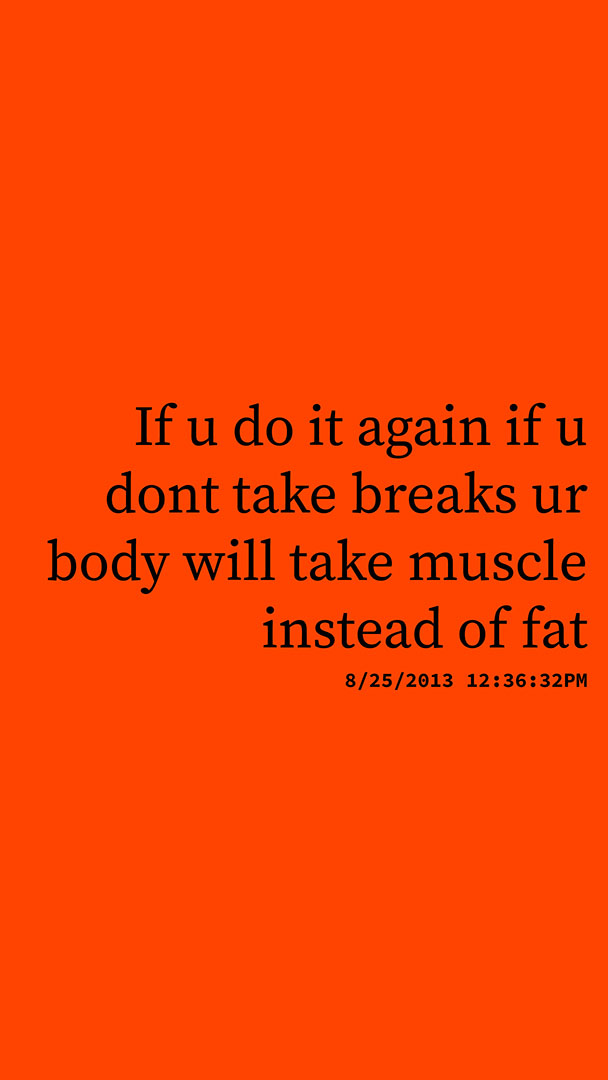 If u do it again if u
dont take breaks ur
body will take muscle
instead of fat
8/25/2013 12:36:32PM